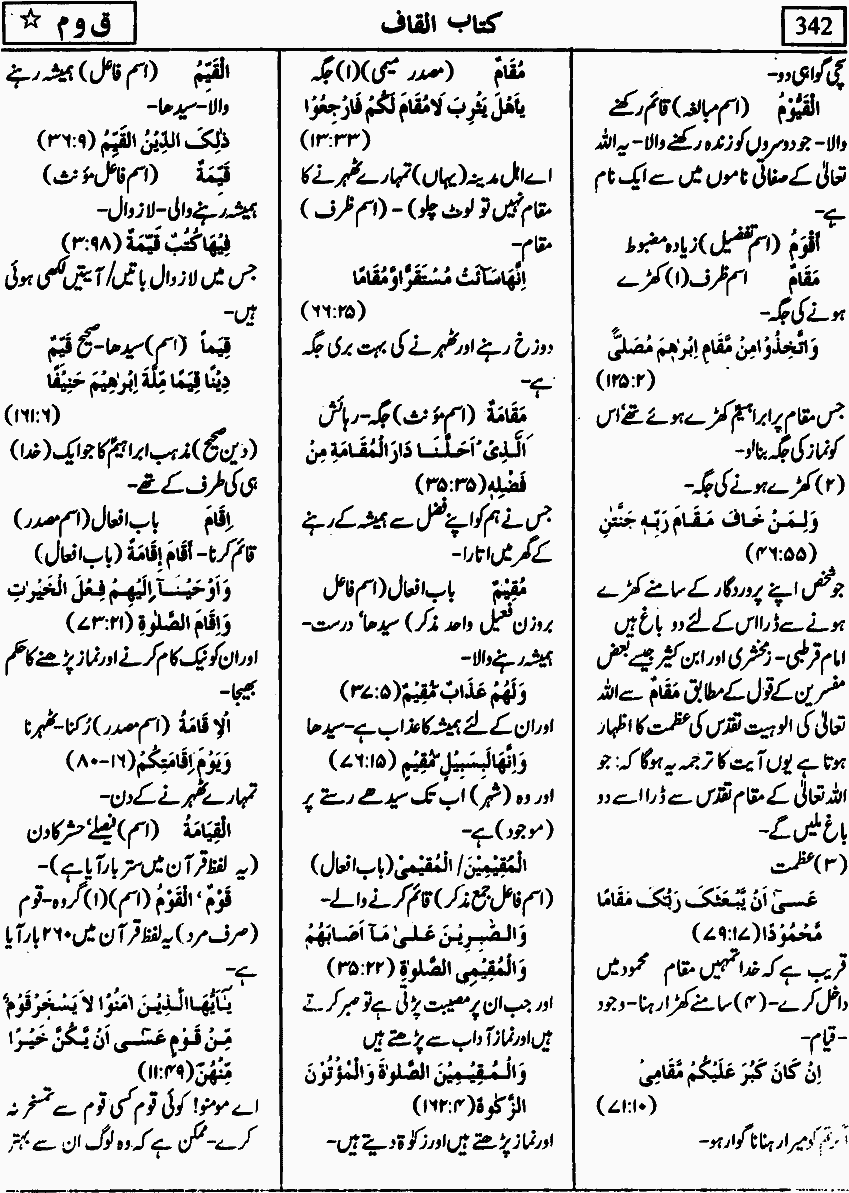 342
کتاب القاف
ق و م ☆
سچی گواہی دو-
الْقَیُّوْمُ (اسم مبالغہ) قائم رکھنے
والا- جو دوسروں کو زندہ رکھنے والا- یہ اللہ
تعالیٰ کے صفاتی ناموں میں سے ایک نام
ہے-
أَقْوَمُ (اسم تفضیل) زیادہ مضبوط
مَقَامٌ اسم ظرف (۱) کھڑے
ہونے کی جگہ-
وَاتَّخِذُوْا مِنْ مَّقَامِ اِبْرٰهٖمَ مُصَلًّى
(۱۲۵:۲)
جس مقام پر ابراہیمؑ کھڑے ہوئے تھے اس
کو نماز کی جگہ بنا لو-
(۲) کھڑے ہونے کی جگہ-
وَلِمَنْ خَافَ مَقَامَ رَبِّهٖ جَنَّتٰنِ
(۴۶:۵۵)
جو شخص اپنے پروردگار کے سامنے کھڑے
ہونے سے ڈرا اس کے لئے دو باغ ہیں
امام قرطبی- زمخشری اور ابن کثیر جیسے بعض
مفسرین کے قول کے مطابق مَقَامٌ سے اللہ
تعالیٰ کی الوہیت تقدس کی عظمت کا اظہار
ہوتا ہے یوں آیت کا ترجمہ یہ ہو گا کہ: جو
اللہ تعالیٰ کے مقام تقدس سے ڈرا اسے دو
باغ ملیں گے-
(۳) عظمت
عَسىٰٓ اَنْ يَّبْعَثَكَ رَبُّكَ مَقَامًا
مَّحْمُوْدًا (۷۹:۱۷)
قریب ہے کہ خدا تمہیں مقام محمود میں
داخل کرے- (۴) سامنے کھڑا رہنا- وجود
- قیام-
اِنْ كَانَ كَبُرَ عَلَيْكُمْ مَّقَامِىْ
(۷۱:۱۰)
میرا رہنا ناگوار ہو-
مُقَامٌ (مصدر میمی) (۱) جگہ
يٰاَهْلَ يَثْرِبَ لَا مُقَامَ لَكُمْ فَارْجِعُوْا
(۱۳:۳۳)
اے اہل مدینہ (یہاں) تمہارے ٹھہرنے کا
مقام نہیں تو لوٹ چلو) - (اسم ظرف )
مقام-
اِنَّهَا سَآئَتْ مُسْتَقَرًّا وَّمُقَامًا
(۶۶:۲۵)
دوزخ رہنے اور ٹھہرنے کی بہت بری جگہ
ہے-
مَقَامَةٌ (اسم مؤنث) جگہ- رہائش
الَّذِىْٓ اَحَلَّنَا دَارَ الْمُقَامَةِ مِنْ
فَضْلِهٖ (۳۵:۳۵)
جس نے ہم کو اپنے فضل سے ہمیشہ کے رہنے
کے گھر میں اتارا-
مُقِيْمٌ باب افعال (اسم فاعل
بروزن فعیل واحد مذکر) سیدھا' درست-
ہمیشہ رہنے والا-
وَلَهُمْ عَذَابٌ مُّقِيْمٌ (۳۷:۵)
اور ان کے لئے ہمیشہ کا عذاب ہے- سیدھا
وَاِنَّهَا لَبِسَبِيْلٍ مُّقِيْمٍ (۷۶:۱۵)
اور وہ (شہر) اب تک سیدھے رستے پر
(موجود) ہے-
الْمُقِيْمِيْنَ/ الْمُقِيْمِىْ (باب افعال)
(اسم فاعل جمع مذکر) قائم کرنے والے-
وَالصّٰبِرِيْنَ عَلٰى مَآ اَصَابَهُمْ
وَالْمُقِيْمِى الصَّلٰوةِ (۳۵:۲۲)
اور جب ان پر مصیبت پڑتی ہے تو صبر کرتے
ہیں اور نماز آداب سے پڑھتے ہیں
وَالْمُقِيْمِيْنَ الصَّلٰوةَ وَالْمُؤْتُوْنَ
الزَّكٰوةَ (۱۶۲:۴)
اور نماز پڑھتے ہیں اور زکوۃ دیتے ہیں-
الْقَيِّمُ (اسم فاعل) ہمیشہ رہنے
والا- سیدھا-
ذٰلِكَ الدِّيْنُ الْقَيِّمُ (۳۶:۹)
قَيِّمَةٌ (اسم فاعل مؤنث)
ہمیشہ رہنے والی- لازوال-
فِيْهَا كُتُبٌ قَيِّمَةٌ (۳:۹۸)
جس میں لازوال باتیں/ آیتیں لکھی ہوئی
ہیں-
قِيَماً (اسم) سیدھا- صحیح قَيِّمٌ
دِيْنًا قِيَمًا مِّلَّةَ اِبْرٰهِيْمَ حَنِيْفًا
(۱۶۱:۶)
(دین صحیح) مذہب ابراہیمؑ کا جو ایک (خدا)
ہی کی طرف کے تھے-
اِقَامَ باب افعال (اسم مصدر)
قائم کرنا- أَقَامَ اِقَامَةً (باب افعال)
وَاَوْحَيْنَآ اِلَيْهِمْ فِعْلَ الْخَيْرٰتِ
وَاِقَامَ الصَّلٰوةِ (۷۳:۲۱)
اور ان کو نیک کام کرنے اور نماز پڑھنے کا حکم
بھیجا-
الْاِ قَامَةُ (اسم مصدر) رُکنا- ٹھہرنا
وَيَوْمَ اِقَامَتِكُمْ (۱۶-۸۰)
تمہارے ٹھہرنے کے دن-
الْقِيَامَةُ (اسم) فیصلے' حشر کا دن
(یہ لفظ قرآن میں ستر بار آیا ہے)-
قَوْمٌ' الْقَوْمُ (اسم) (۱) گروہ- قوم
(صرف مرد) یہ لفظ قرآن میں ۲۶۰ بار آیا
ہے-
يٰٓاَيُّهَا الَّذِيْنَ اٰمَنُوْا لَا يَسْخَرْ قَوْمٌ
مِّنْ قَوْمٍ عَسىٰٓ اَنْ يَّكُنَّ خَيْرًا
مِّنْهُنَّ (۱۱:۴۹)
اے مومنو! کوئی قوم کسی قوم سے تمسخر نہ
کرے- ممکن ہے کہ وہ لوگ ان سے بہتر